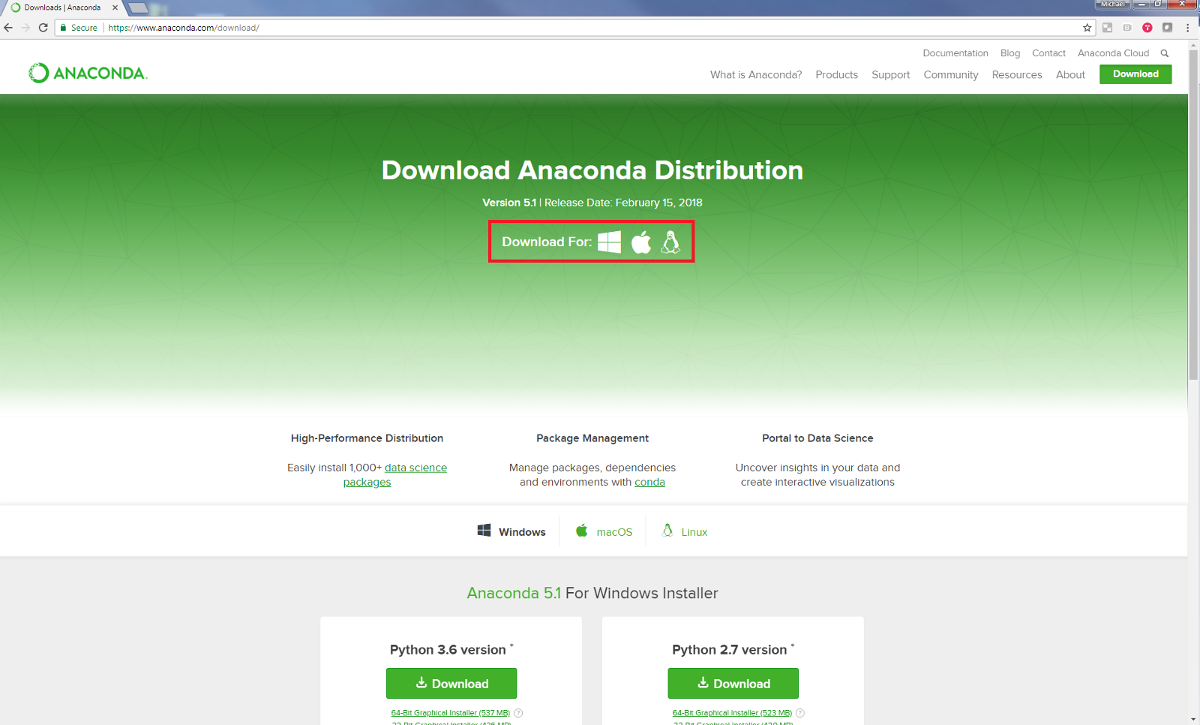 Downloads | Anaconda
Michael
Secure | https://www.anaconda.com/download/
Documentation Blog Contact Anaconda Cloud
ANACONDA.
What is Anaconda? Products Support Community Resources About Download
Download Anaconda Distribution
Version 5.1 | Release Date: February 15, 2018
Download For:
High-Performance Distribution
Easily install 1,000+ data science
packages
Package Management
Manage packages, dependencies
and environments with conda
Portal to Data Science
Uncover insights in your data and
create interactive visualizations
Windows macOS Linux
Anaconda 5.1 For Windows Installer
Python 3.6 version *
Download
64-Bit Graphical Installer (537 MB) ?
Python 2.7 version *
Download
64-Bit Graphical Installer (523 MB) ?